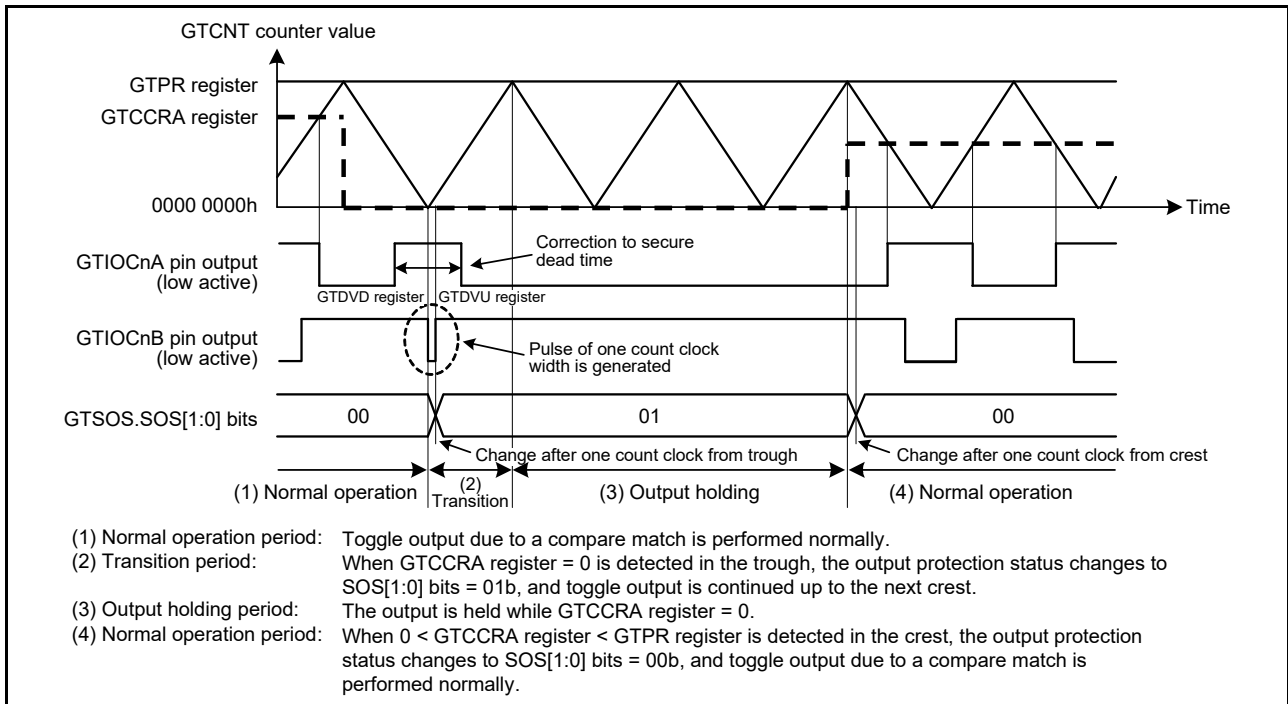 GTCNT counter value
GTPR register
GTCCRA register
0000 0000h
Time
GTIOCnA pin output
(low active)
Correction to secure
dead time
GTDVD register
GTDVU register
GTIOCnB pin output
(low active)
Pulse of one count clock
width is generated
GTSOS.SOS[1:0] bits
00
01
00
Change after one count clock from trough
Change after one count clock from crest
(1) Normal operation
(2)
Transition
(3) Output holding
(4) Normal operation
(1) Normal operation period: Toggle output due to a compare match is performed normally.
(2) Transition period: When GTCCRA register = 0 is detected in the trough, the output protection status changes to
SOS[1:0] bits = 01b, and toggle output is continued up to the next crest.
(3) Output holding period: The output is held while GTCCRA register = 0.
(4) Normal operation period: When 0 < GTCCRA register < GTPR register is detected in the crest, the output protection
status changes to SOS[1:0] bits = 00b, and toggle output due to a compare match is
performed normally.